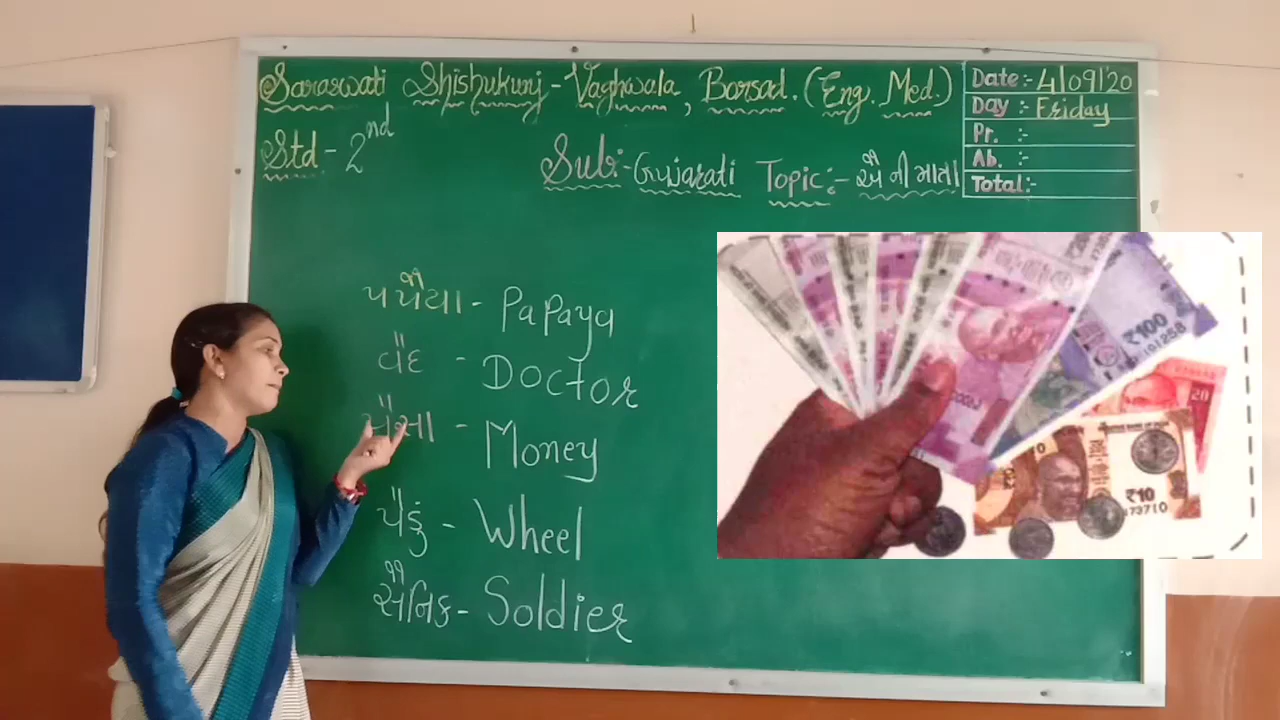 Saraswati Shishukunj - Vaghwala, Borsad. (Eng. Med.)
Std - 2nd
Sub:- Gujarati Topic:- ઐ ની માત્રા
Date:- 4/09/'20
Day:- Friday
Pr. :-
Ab. :-
Total:-
પપૈયા - Papaya
વૈદ - Doctor
પૈસા - Money
પૈડું - Wheel
સૈનિક - Soldier
₹100
20
₹10
173710